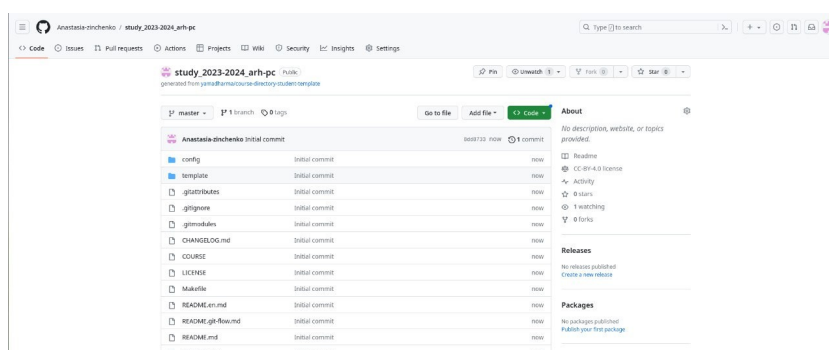 Anastasia-zinchenko / study_2023-2024_arh-pc
Type / to search
Code Issues Pull requests Actions Projects Wiki Security Insights Settings
study_2023-2024_arh-pc Public
Pin Unwatch 1 Fork 0 Star 0
generated from yamadharma/course-directory-student-template
master 1 branch 0 tags Go to file Add file Code
About
Anastasia-zinchenko Initial commit now 1 commit
No description, website, or topics
provided.
config Initial commit now
template Initial commit now
.gitattributes Initial commit now
.gitignore Initial commit now
.gitmodules Initial commit now
CHANGELOG.md Initial commit now
COURSE Initial commit now
LICENSE Initial commit now
Makefile Initial commit now
README.en.md Initial commit now
README.git-flow.md Initial commit now
README.md Initial commit now
Readme
CC-BY-4.0 license
Activity
0 stars
1 watching
0 forks
Releases
No releases published
Create a new release
Packages
No packages published
Publish your first package